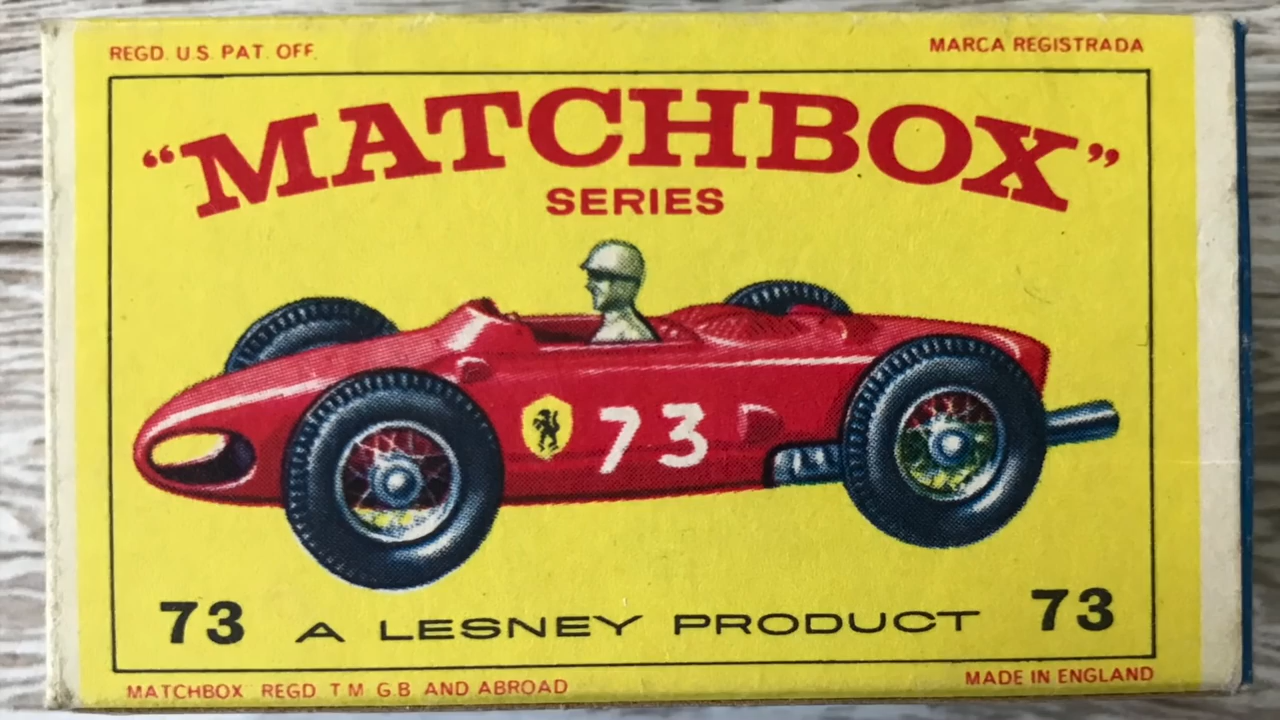 REGD. U.S. PAT. OFF.
MARCA REGISTRADA
“MATCHBOX”
SERIES
73
73 A LESNEY PRODUCT 73
MATCHBOX REGD. T M G.B. AND ABROAD
MADE IN ENGLAND